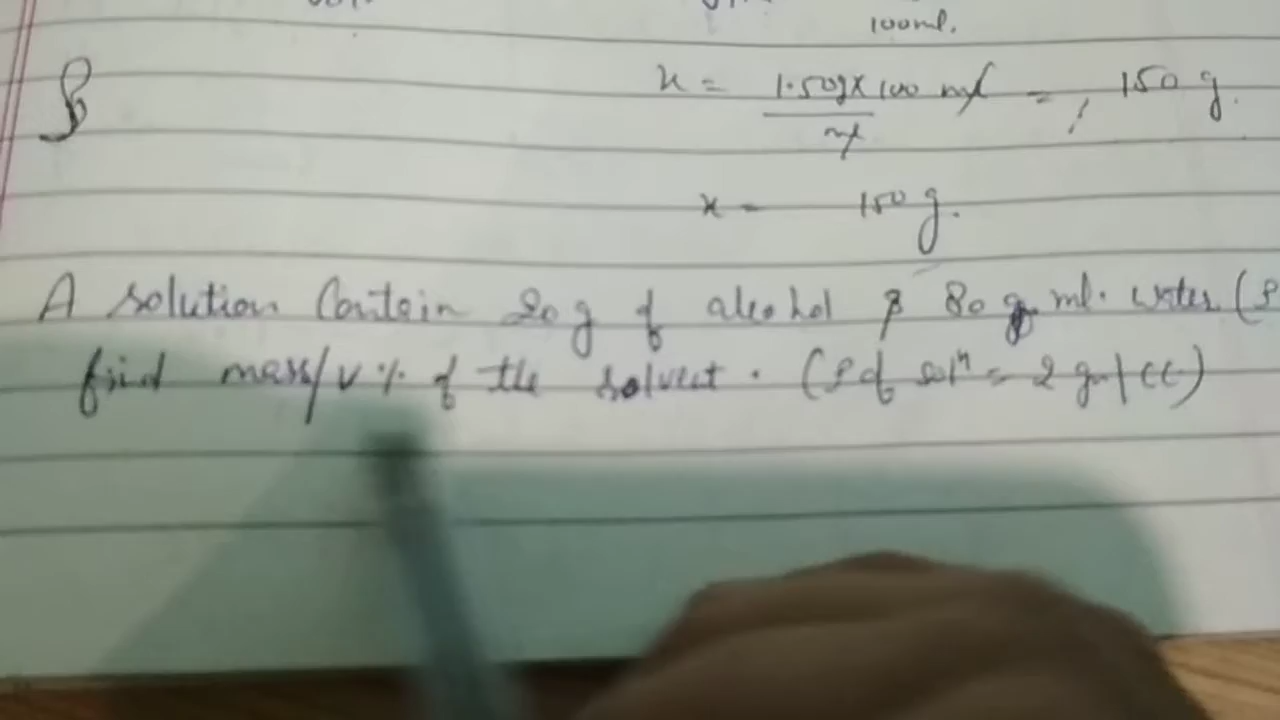 100ml.
x = 1.50g x 100 ml = , 150 g.
ml
x = 150 g.
A solution Contain 20 g of alcohol & 80 g ml. water (ρ
find mass/v % of the solvent. (ρ of solⁿ = 2 gm/cc)